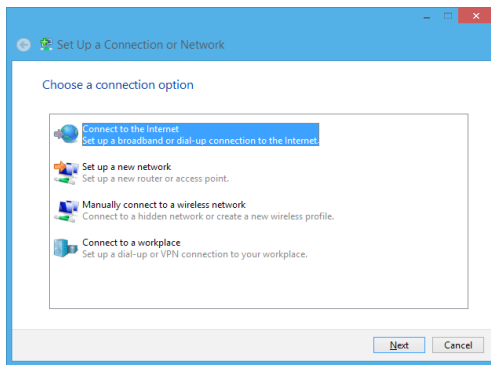 Set Up a Connection or Network
Choose a connection option
Connect to the Internet
Set up a broadband or dial-up connection to the Internet.
Set up a new network
Set up a new router or access point.
Manually connect to a wireless network
Connect to a hidden network or create a new wireless profile.
Connect to a workplace
Set up a dial-up or VPN connection to your workplace.
Next
Cancel